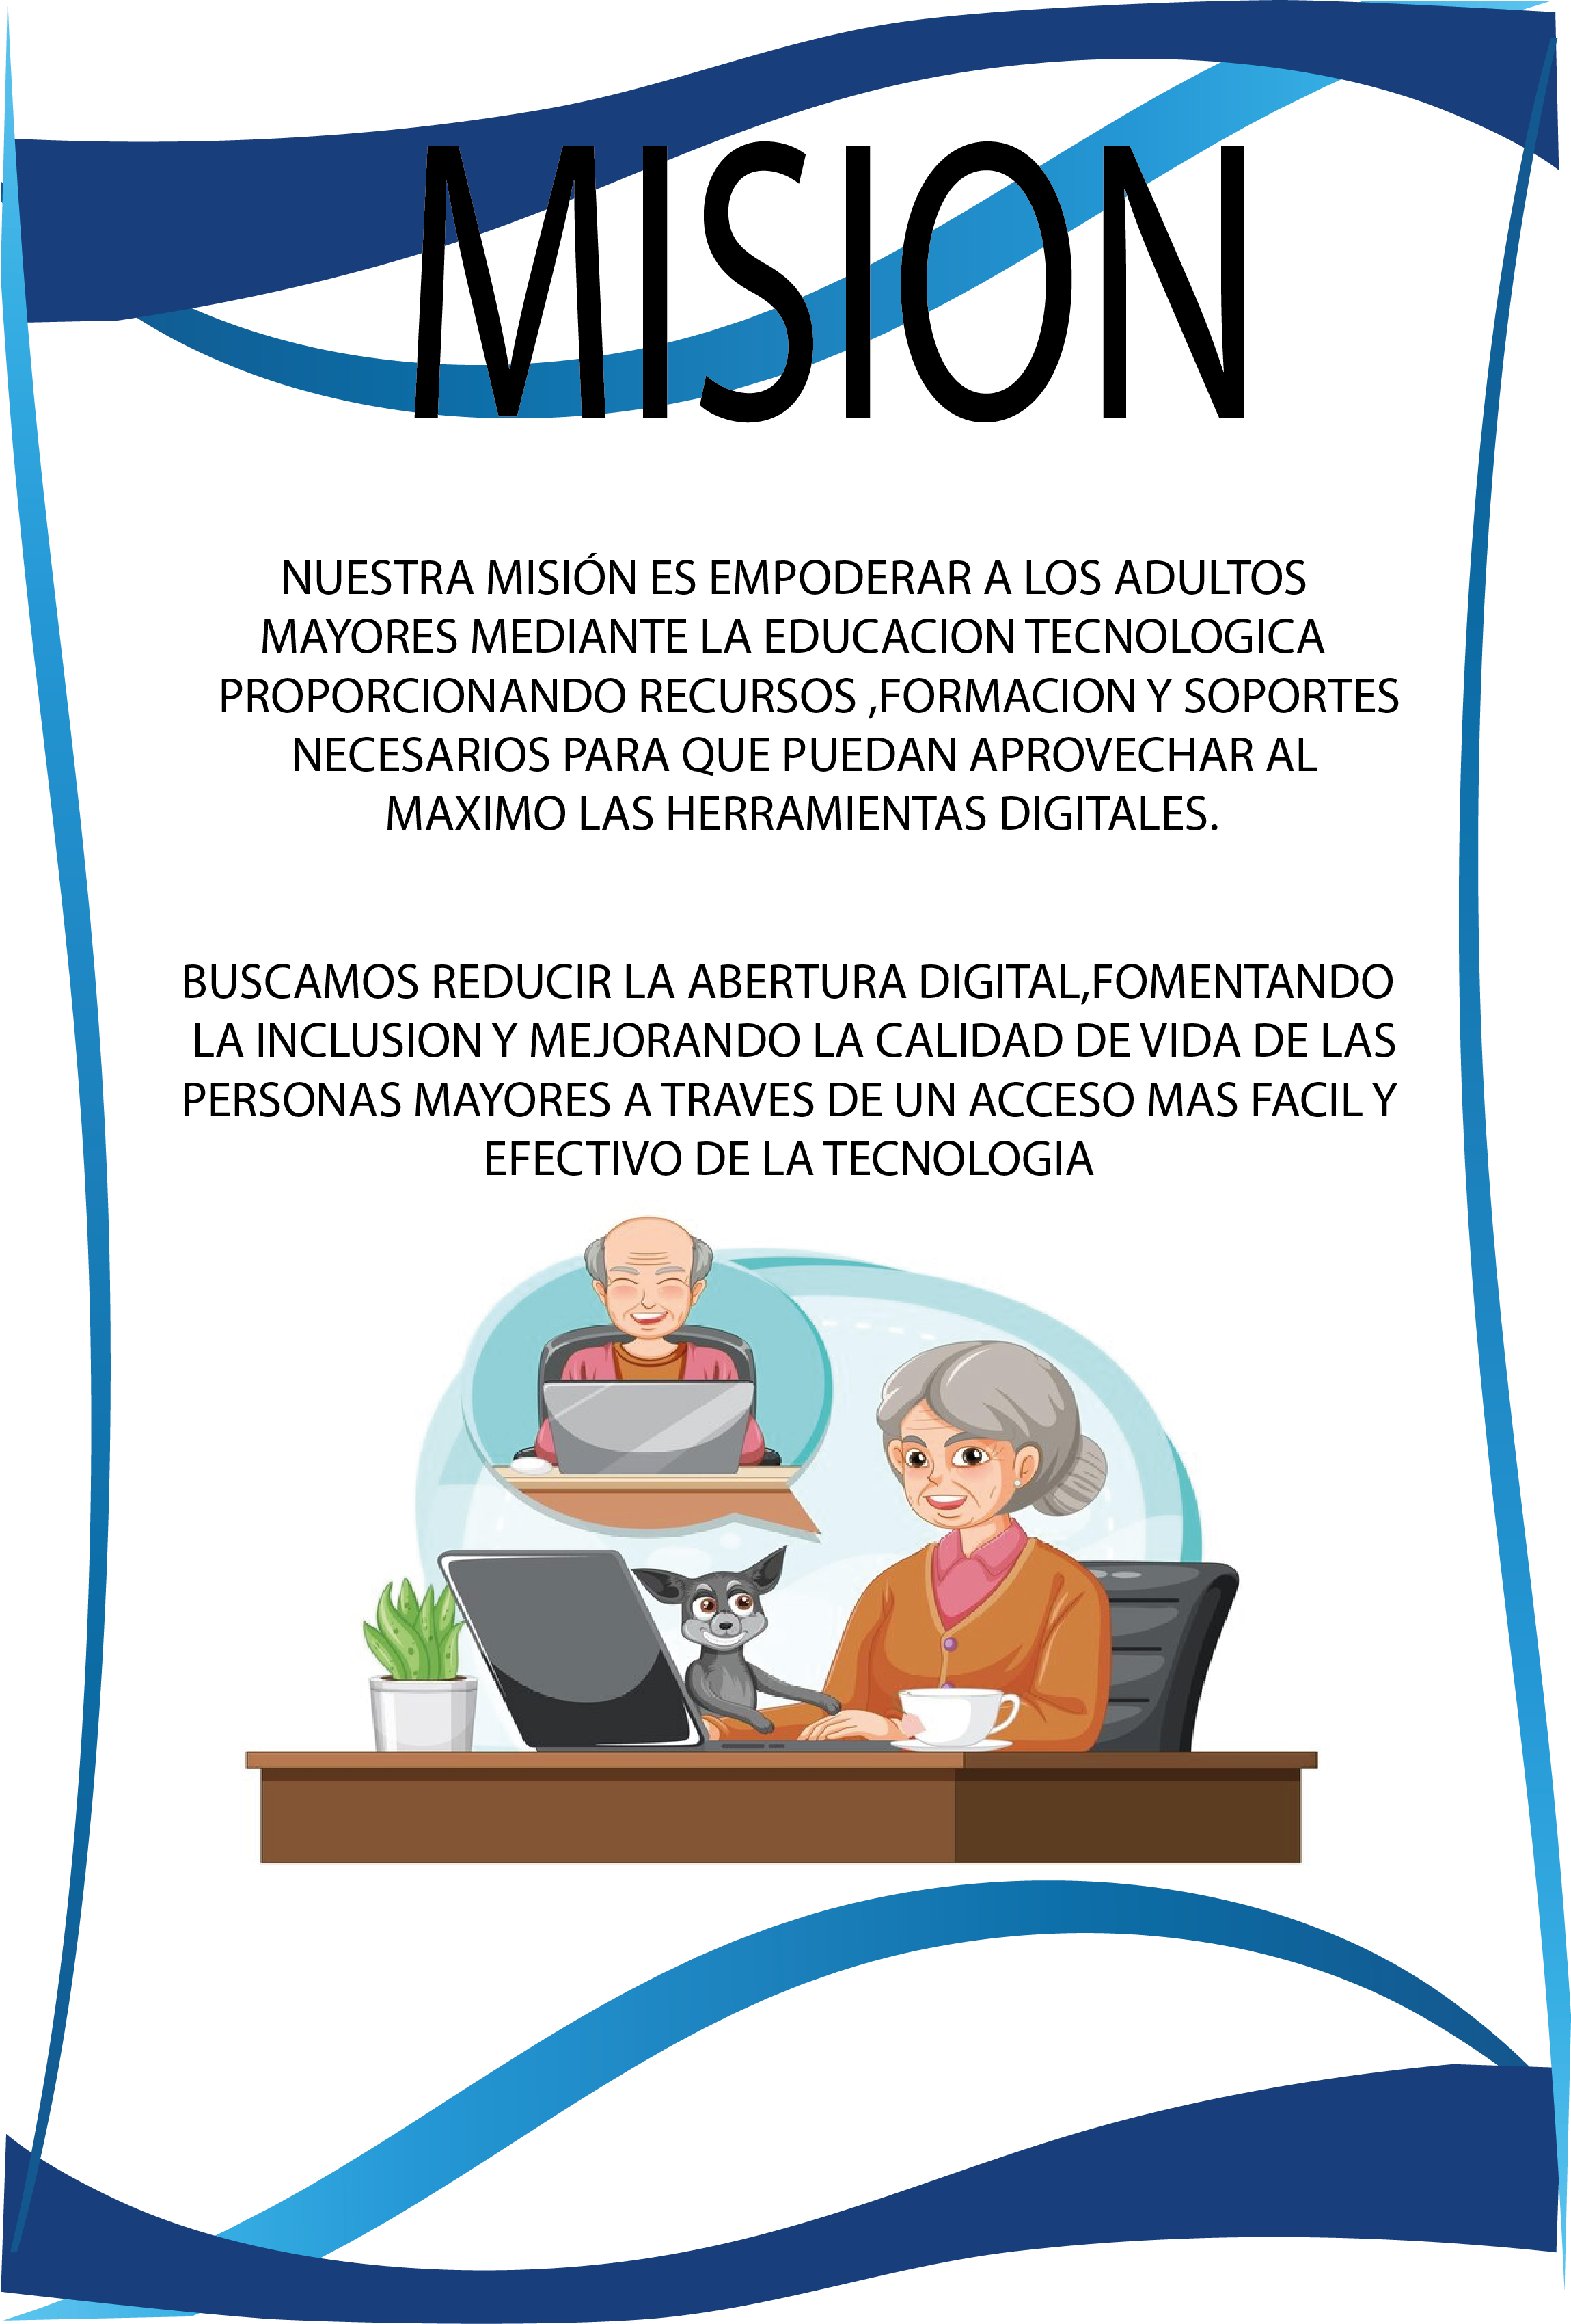 MISION
NUESTRA MISIÓN ES EMPODERAR A LOS ADULTOS
MAYORES MEDIANTE LA EDUCACION TECNOLOGICA
PROPORCIONANDO RECURSOS ,FORMACION Y SOPORTES
NECESARIOS PARA QUE PUEDAN APROVECHAR AL
MAXIMO LAS HERRAMIENTAS DIGITALES.
BUSCAMOS REDUCIR LA ABERTURA DIGITAL,FOMENTANDO
LA INCLUSION Y MEJORANDO LA CALIDAD DE VIDA DE LAS
PERSONAS MAYORES A TRAVES DE UN ACCESO MAS FACIL Y
EFECTIVO DE LA TECNOLOGIA